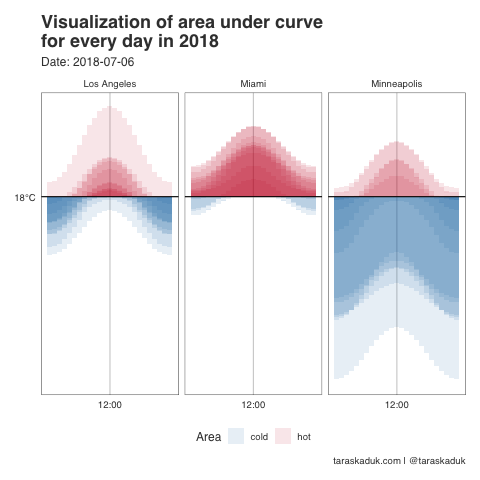 Visualization of area under curve
for every day in 2018
Date: 2018-07-06
Los Angeles
Miami
Minneapolis
18°C
12:00
12:00
12:00
Area
cold
hot
taraskaduk.com | @taraskaduk